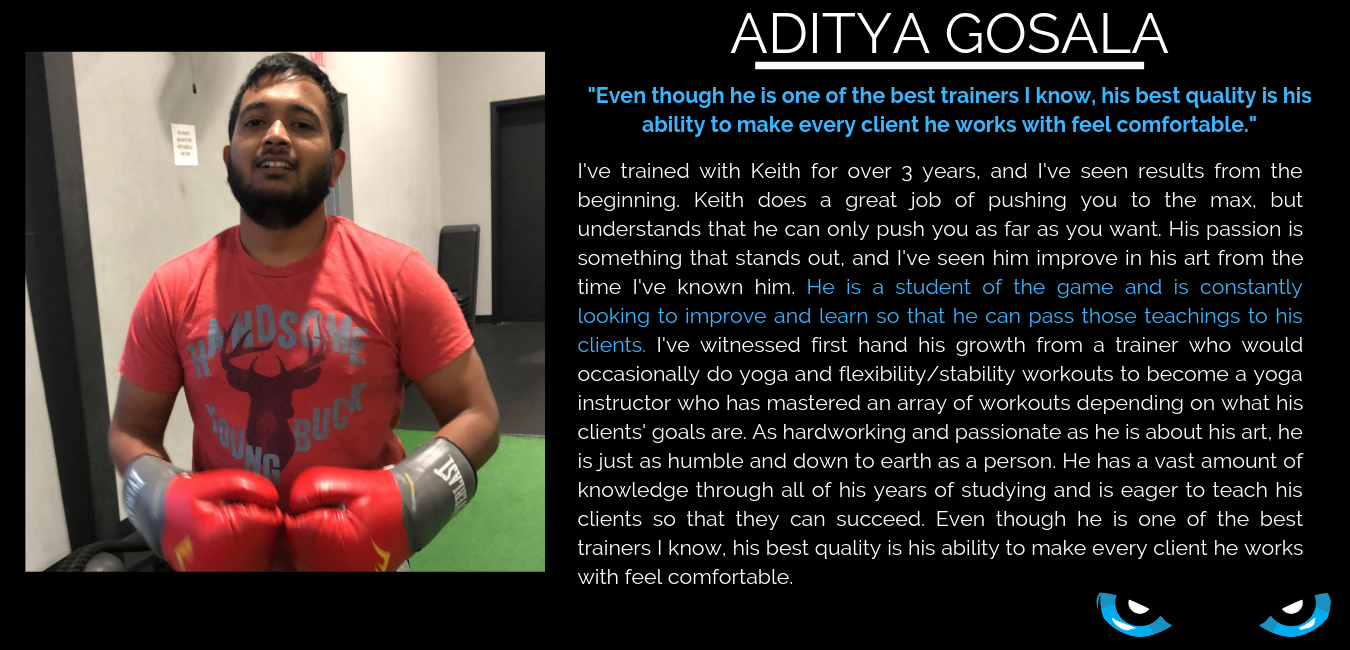 ADITYA GOSALA
"Even though he is one of the best trainers I know, his best quality is his
ability to make every client he works with feel comfortable."
I've trained with Keith for over 3 years, and I've seen results from the
beginning. Keith does a great job of pushing you to the max, but
understands that he can only push you as far as you want. His passion is
something that stands out, and I've seen him improve in his art from the
time I've known him. He is a student of the game and is constantly
looking to improve and learn so that he can pass those teachings to his
clients. I've witnessed first hand his growth from a trainer who would
occasionally do yoga and flexibility/stability workouts to become a yoga
instructor who has mastered an array of workouts depending on what his
clients' goals are. As hardworking and passionate as he is about his art, he
is just as humble and down to earth as a person. He has a vast amount of
knowledge through all of his years of studying and is eager to teach his
clients so that they can succeed. Even though he is one of the best
trainers I know, his best quality is his ability to make every client he works
with feel comfortable.
HANDSOME
YOUNG BUCK
EVERLAST